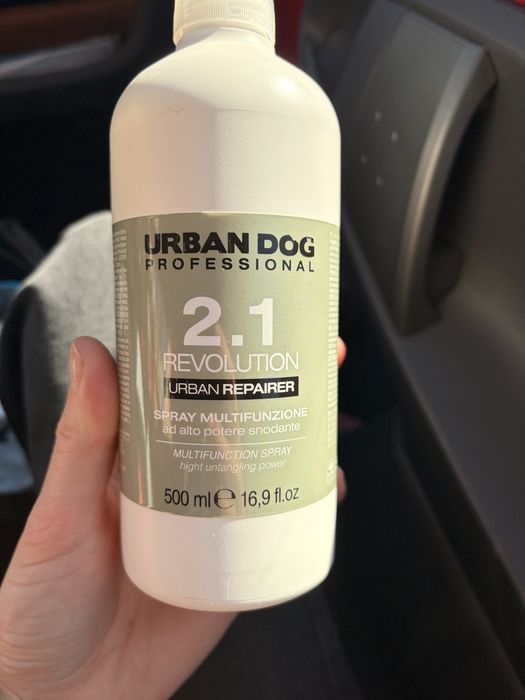 URBAN DOG
PROFESSIONAL
2.1
REVOLUTION
URBAN REPAIRER
SPRAY MULTIFUNZIONE
ad alto potere snodante
MULTIFUNCTION SPRAY
hight untangling power
500 ml ℮ 16,9 fl.oz